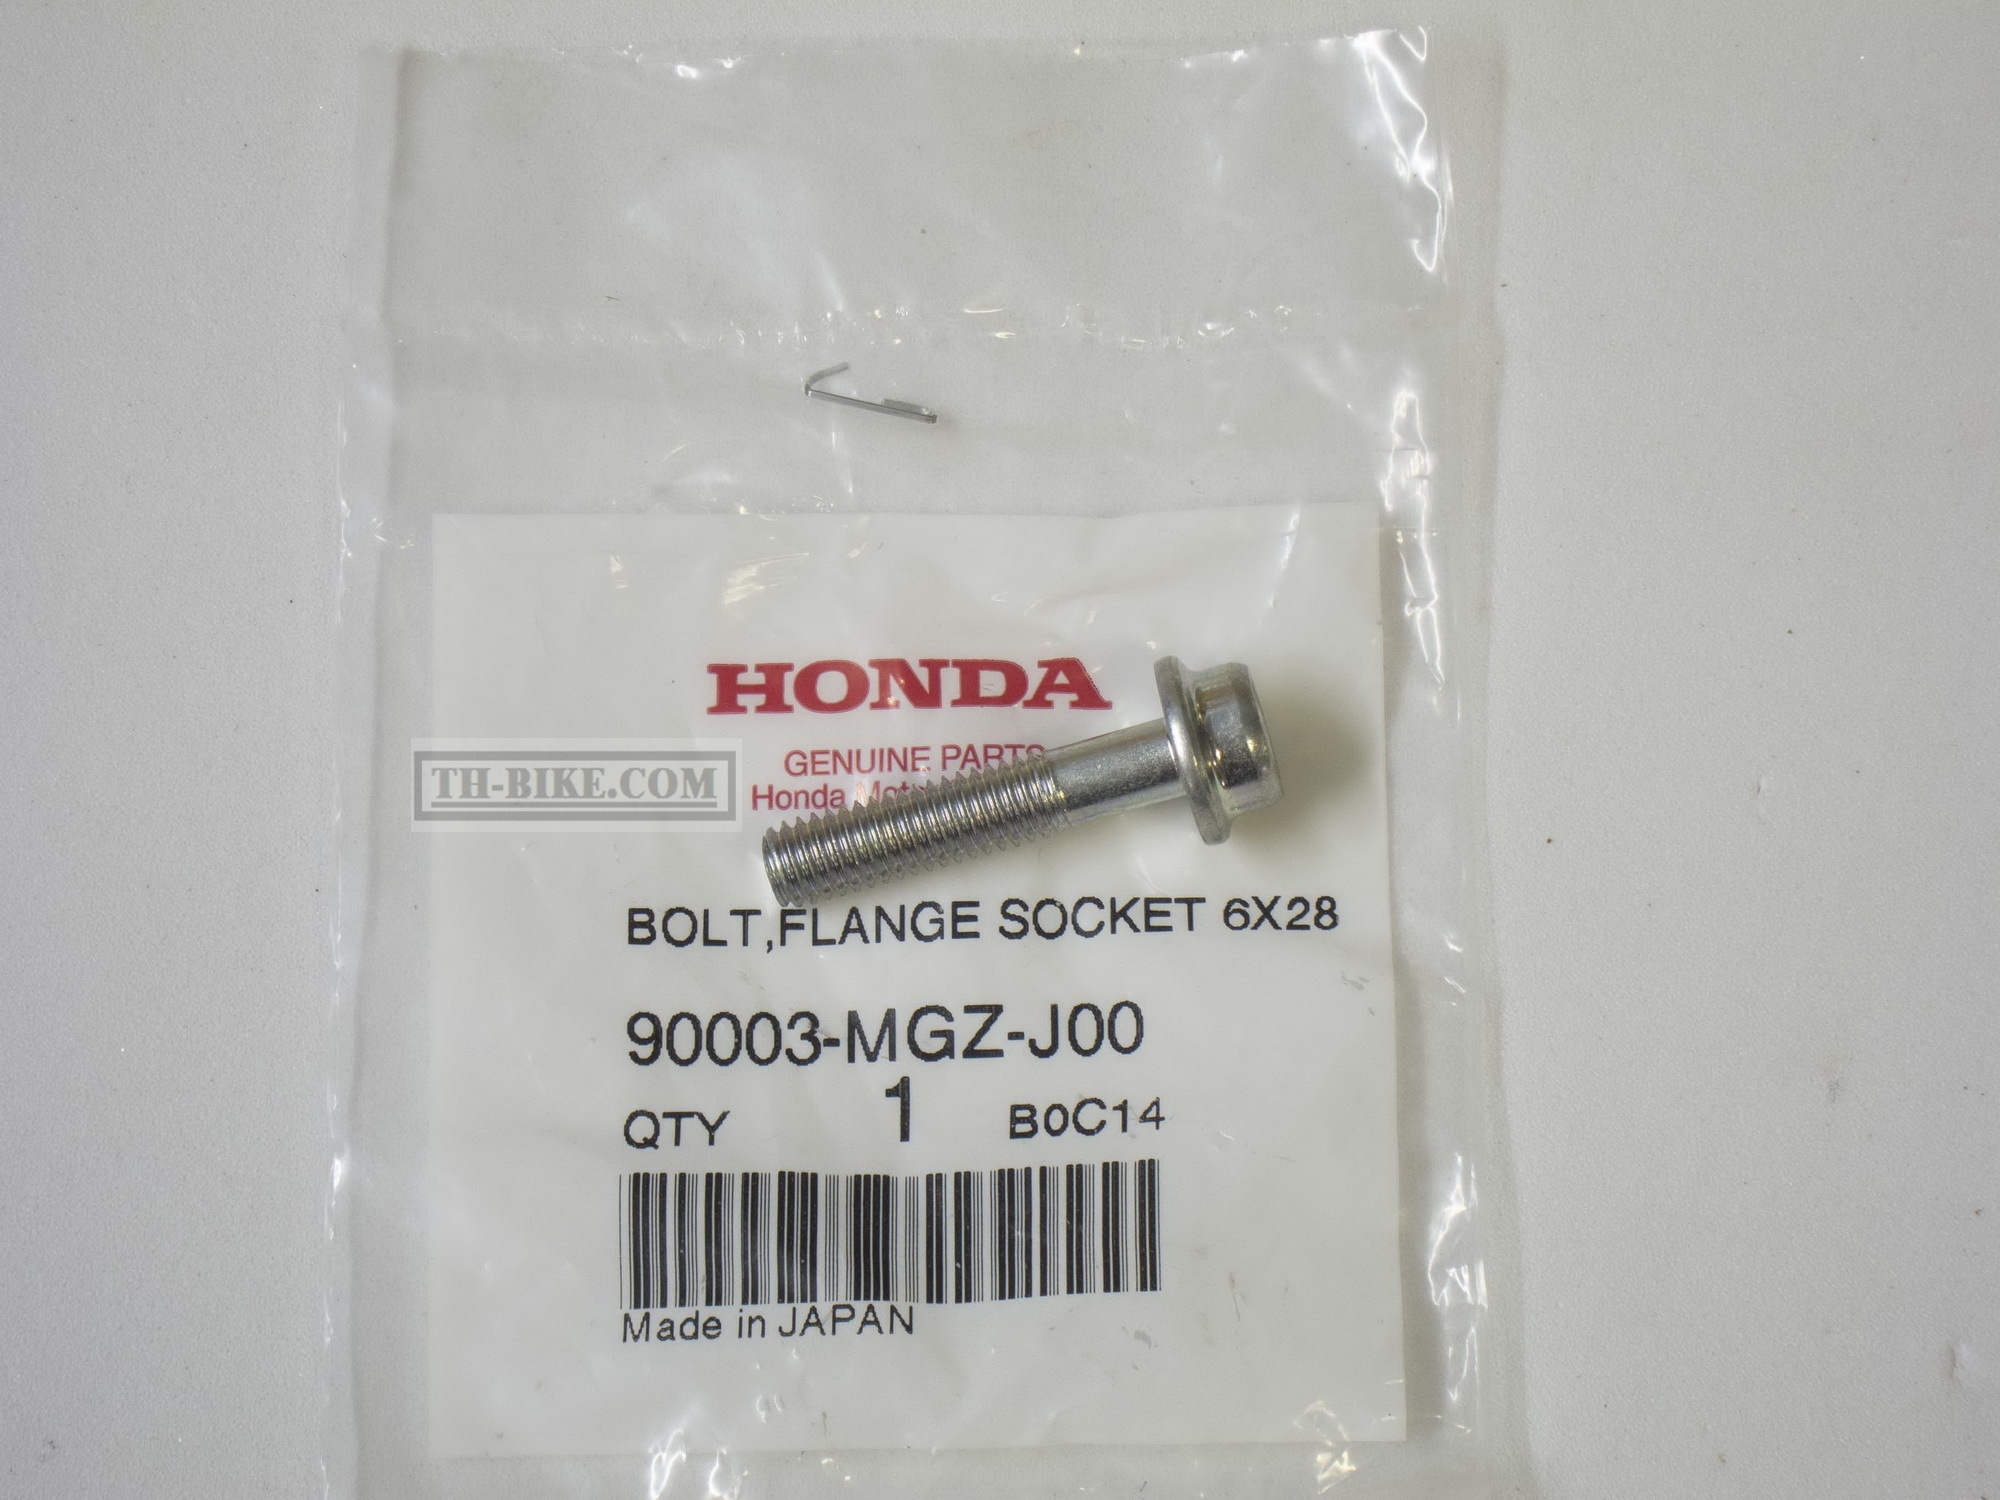 HONDA
GENUINE PARTS
Honda
TH-BIKE.COM
BOLT,FLANGE SOCKET 6X28
90003-MGZ-J00
QTY 1 B0C14
Made in JAPAN